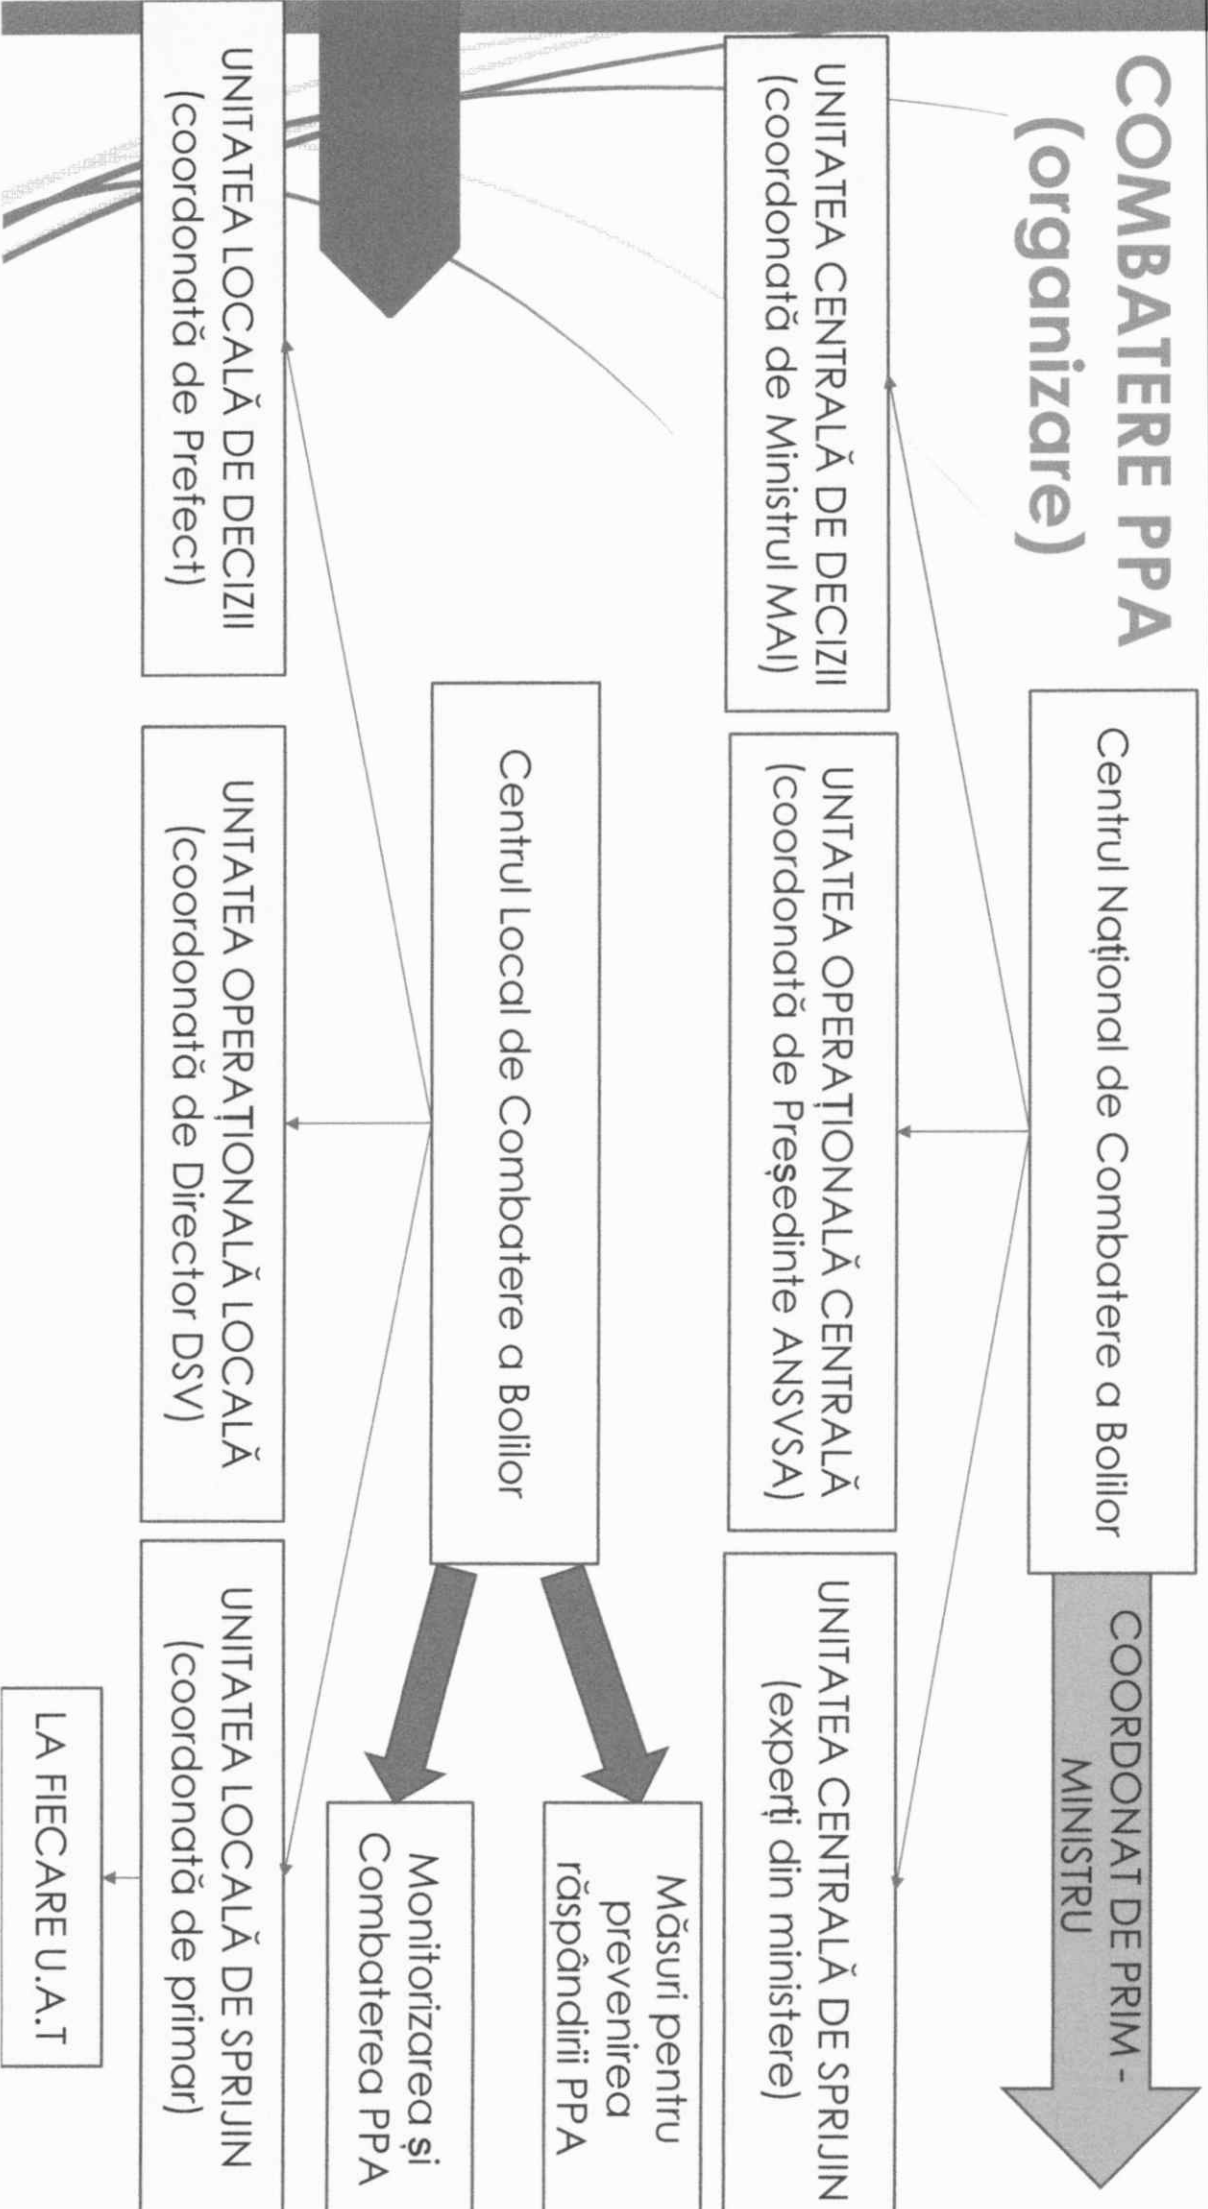 COMBATERE PPA
(organizare)
Centrul Național de Combatere a Bolilor
COORDONAT DE PRIM -
MINISTRU
UNITATEA CENTRALĂ DE DECIZII
(coordonată de Ministrul MAI)
UNTATEA OPERAȚIONALĂ CENTRALĂ
(coordonată de Președinte ANSVSA)
UNITATEA CENTRALĂ DE SPRIJIN
(experți din ministere)
Centrul Local de Combatere a Bolilor
Măsuri pentru
prevenirea
răspândirii PPA
Monitorizarea și
Combaterea PPA
UNITATEA LOCALĂ DE DECIZII
(coordonată de Prefect)
UNTATEA OPERAȚIONALĂ LOCALĂ
(coordonată de Director DSV)
UNITATEA LOCALĂ DE SPRIJIN
(coordonată de primar)
LA FIECARE U.A.T